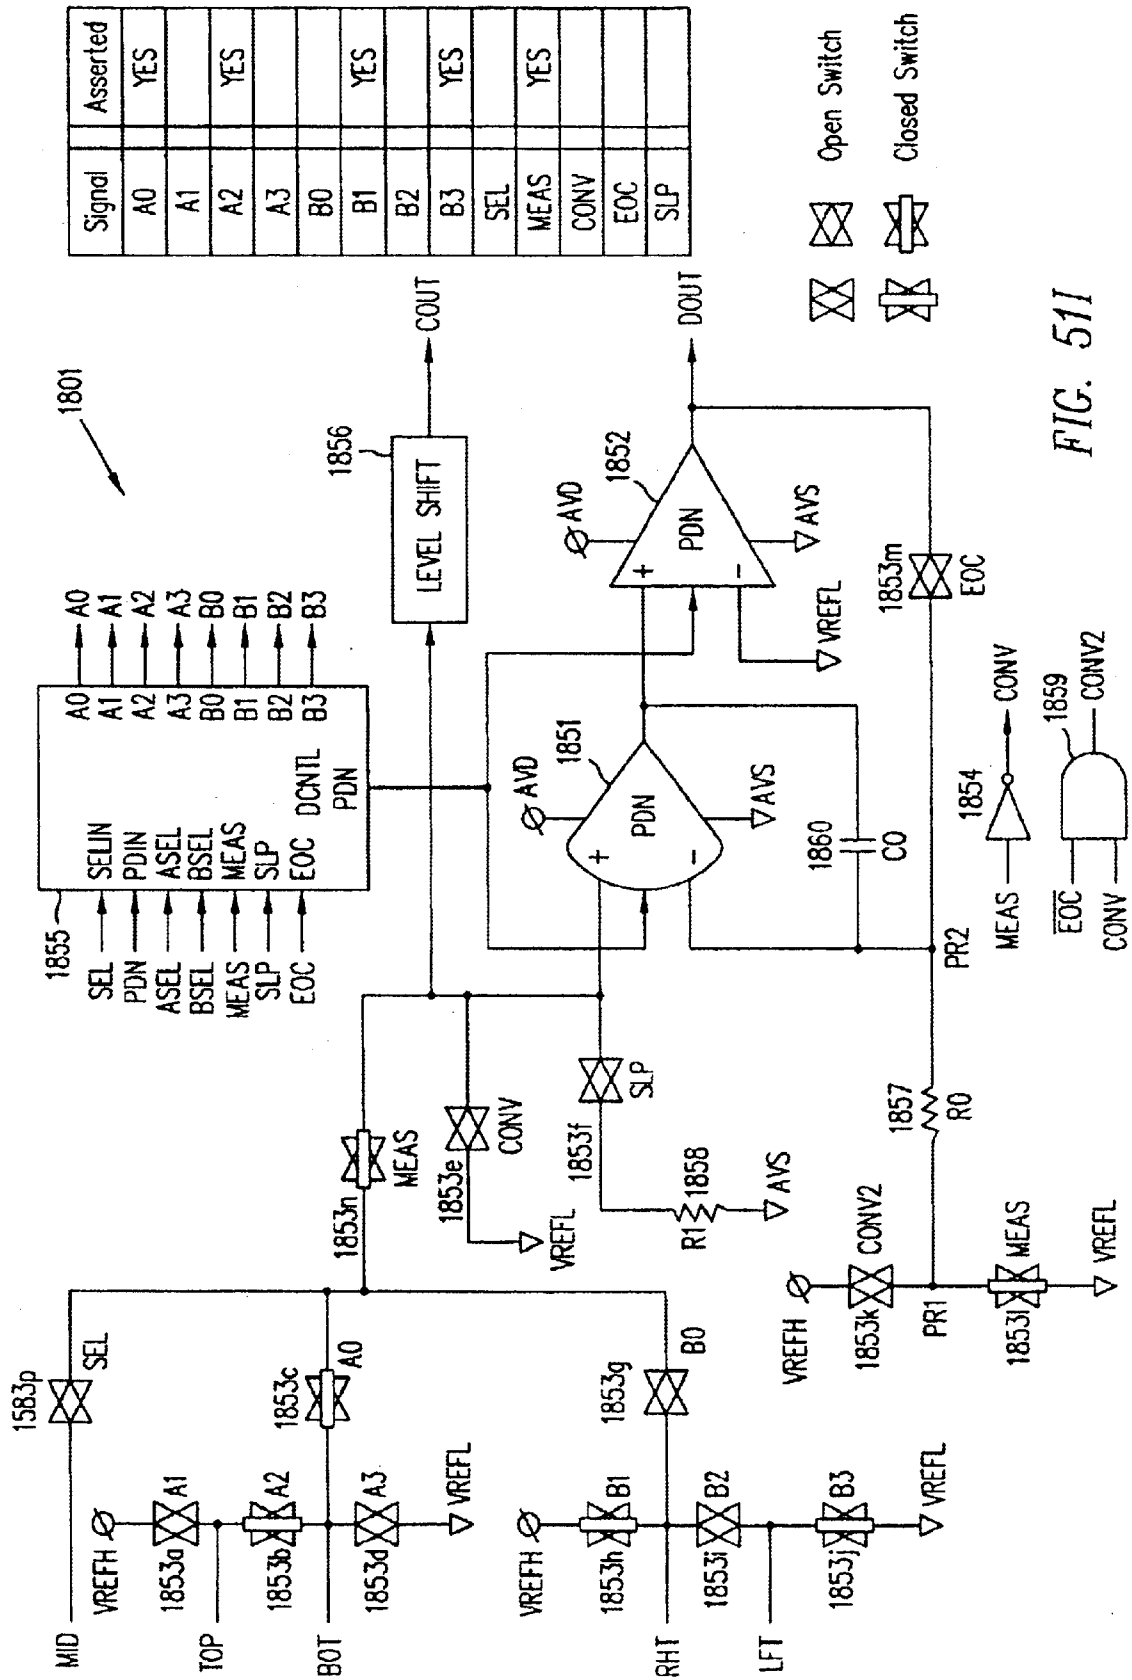 Signal Asserted
A0 YES
A1
A2 YES
A3
B0
B1 YES
B2
B3 YES
SEL
MEAS YES
CONV
EOC
SLP
Open Switch
Closed Switch
FIG. 51I
1801
1855
SEL SELIN
PDN PDIN
ASEL ASEL
BSEL BSEL
MEAS MEAS
SLP SLP
EOC EOC
DCNTL
PDN
A0 A0
A1 A1
A2 A2
A3 A3
B0 B0
B1 B1
B2 B2
B3 B3
1856
LEVEL SHIFT
COUT
1853n
MEAS
1853e
CONV
VREFL
1853f
SLP
R1
1858
AVS
1851
AVD
+
PDN
-
AVS
1860
C0
1852
AVD
+
PDN
-
AVS
VREFL
DOUT
1853m
EOC
PR2
1857
R0
1583p
SEL
MID
VREFH
1853a
A1
TOP
1853b
A2
1853c
A0
BOT
1853d
A3
VREFL
VREFH
1853h
B1
1853g
B0
RHT
1853i
B2
LFT
1853j
B3
VREFL
VREFH
1853k
CONV2
PR1
1853l
MEAS
VREFL
1854
MEAS
CONV
1859
EOC
CONV
CONV2